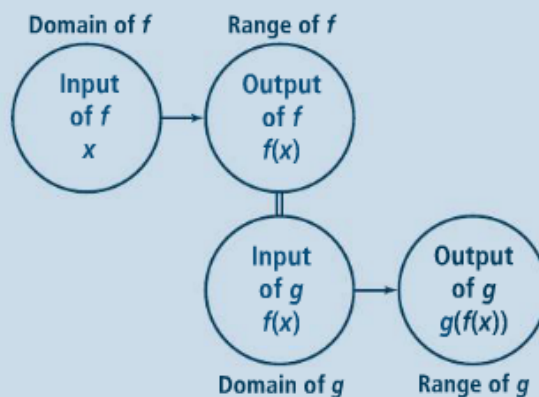 Domain of f
Range of f
Input
of f
x
Output
of f
f(x)
Input
of g
f(x)
Output
of g
g(f(x))
Domain of g
Range of g